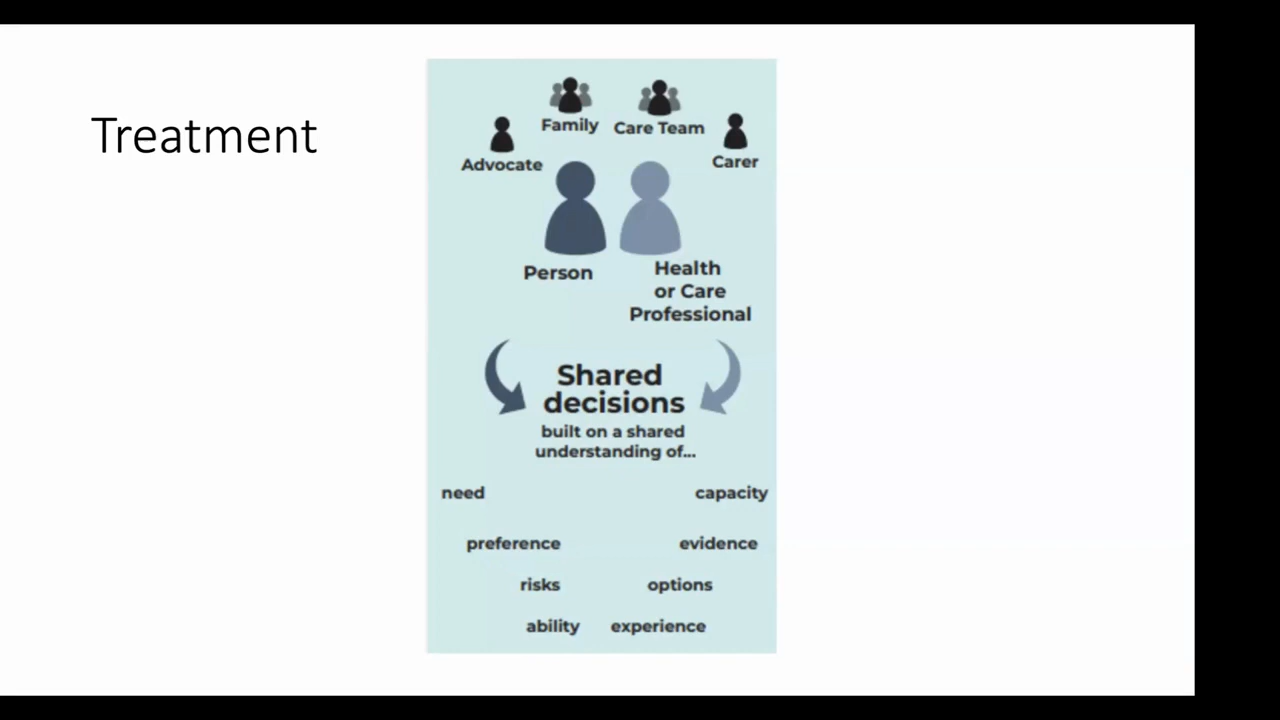 Treatment
Family
Care Team
Advocate
Carer
Person
Health
or Care
Professional
Shared
decisions
built on a shared
understanding of...
need
capacity
preference
evidence
risks
options
ability
experience